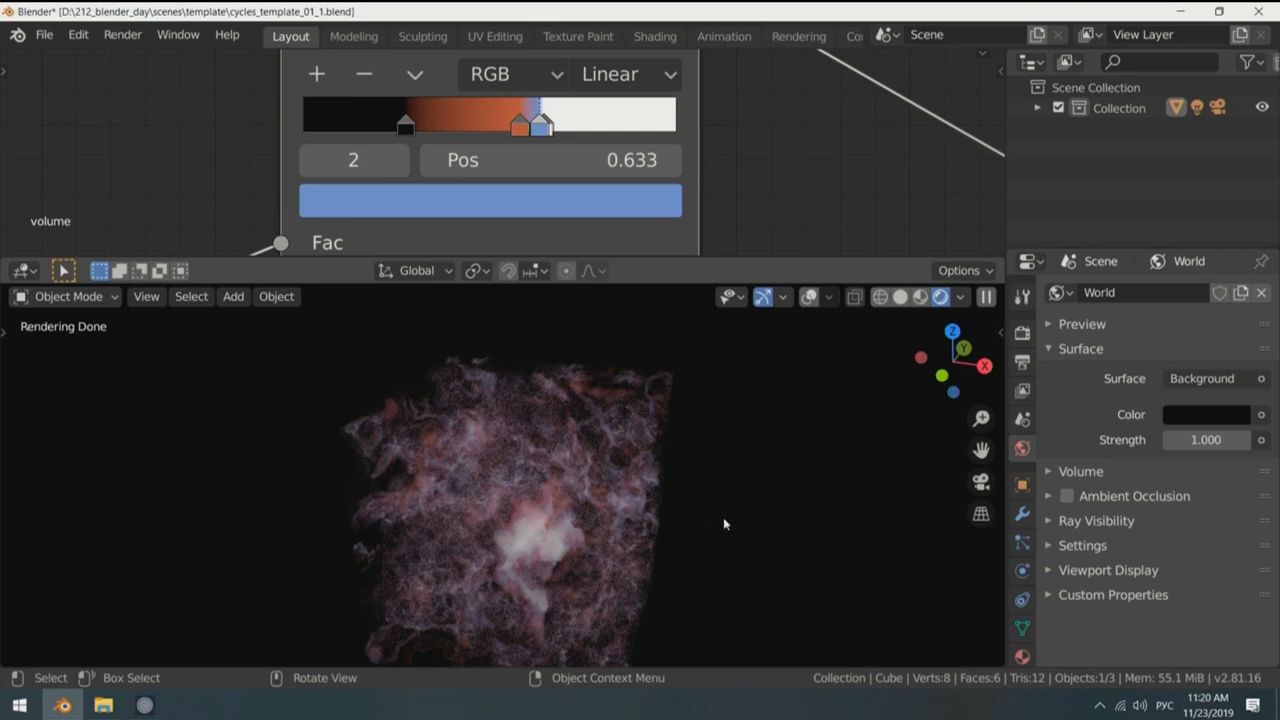 Blender* [D:\212_blender_day\scenes\template\cycles_template_01_1.blend]
File Edit Render Window Help Layout Modeling Sculpting UV Editing Texture Paint Shading Animation Rendering Scene View Layer
RGB Linear
Scene Collection
Collection
2 Pos 0.633
volume
Fac
Global Options
Scene World
Object Mode View Select Add Object
World
Rendering Done
Preview
Z
Y
X
Surface
Surface Background
Color
Strength 1.000
Volume
Ambient Occlusion
Ray Visibility
Settings
Viewport Display
Custom Properties
Select Box Select Rotate View Object Context Menu Collection | Cube | Verts:8 | Faces:6 | Tris:12 | Objects:1/3 | Mem: 55.1 MiB | v2.81.16
РУС
11:20 AM
11/23/2019